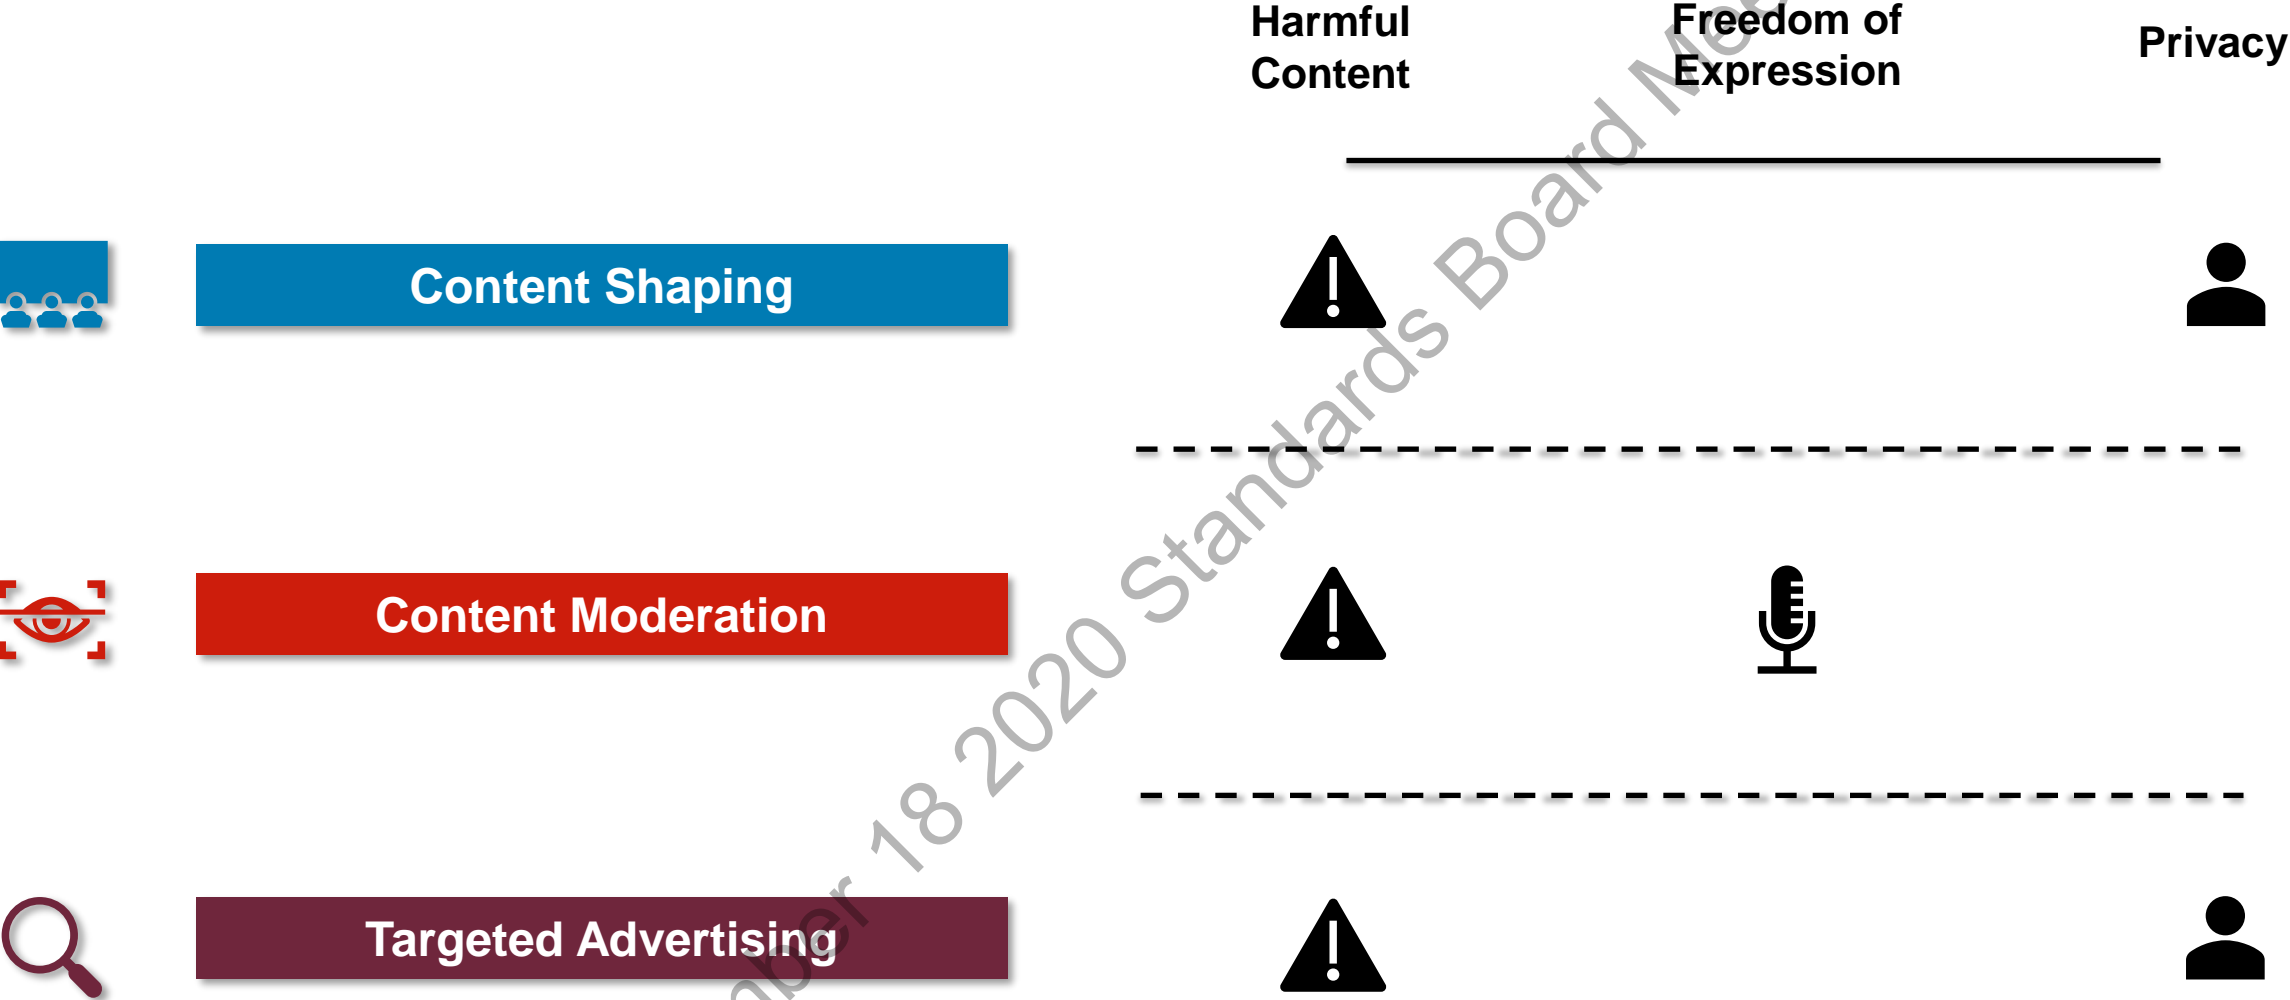 Harmful
Content
Freedom of
Expression
Privacy
Content Shaping
Content Moderation
Targeted Advertising
18 2020 Standards Board